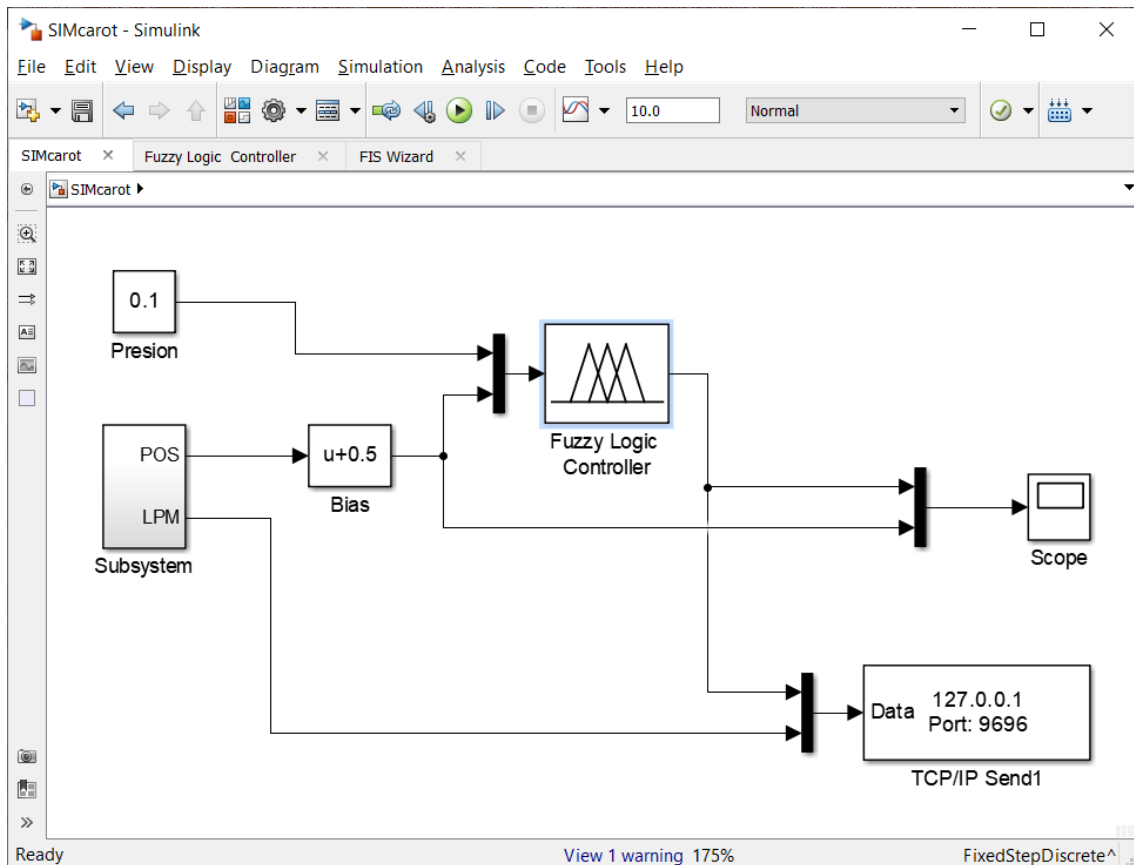 SIMcarot - Simulink
File Edit View Display Diagram Simulation Analysis Code Tools Help
10.0 Normal
SIMcarot × Fuzzy Logic Controller × FIS Wizard ×
SIMcarot
0.1
Presion
Fuzzy Logic
Controller
POS
LPM
Subsystem
u+0.5
Bias
Scope
Data
127.0.0.1
Port: 9696
TCP/IP Send1
Ready View 1 warning 175% FixedStepDiscrete^